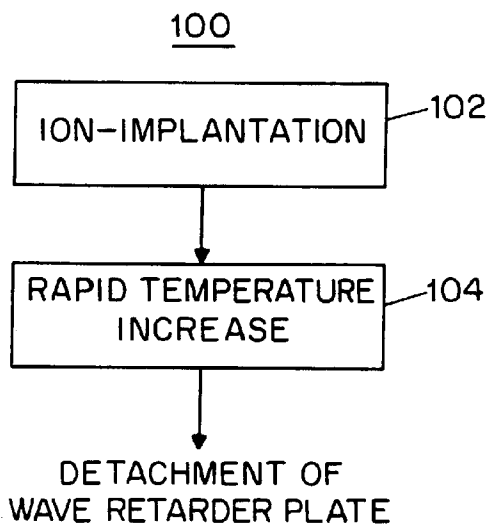 100
ION-IMPLANTATION
102
RAPID TEMPERATURE
INCREASE
104
DETACHMENT OF
WAVE RETARDER PLATE